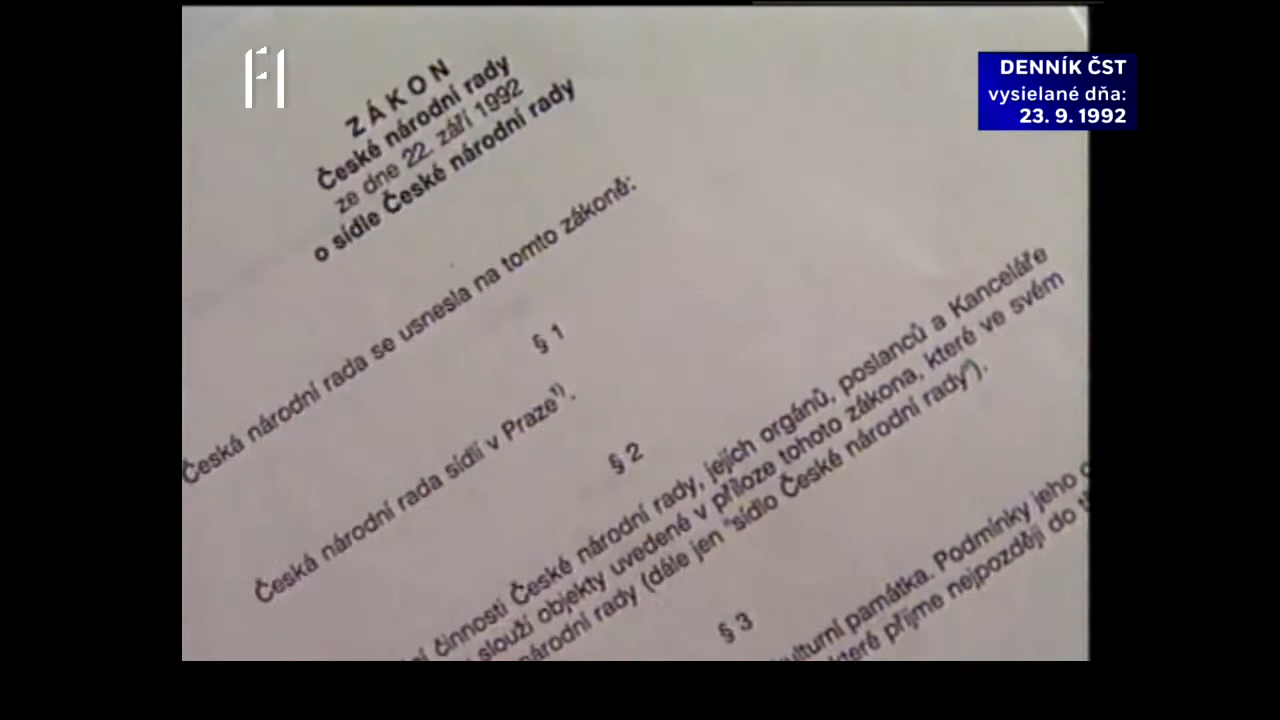 DENNÍK ČST
vysielané dňa:
23. 9. 1992
ZÁKON
České národní rady
ze dne 22. září 1992
o sídle České národní rady
Česká národní rada se usnesla na tomto zákoně:
§ 1
Česká národní rada sídlí v Praze¹⁾.
§ 2
činnosti České národní rady, jejích orgánů, poslanců a Kanceláře
slouží objekty uvedené v příloze tohoto zákona, které ve svém
národní rady (dále jen "sídlo České národní rady").
§ 3
kulturní památka. Podmínky jeho
které přijme nejpozději do